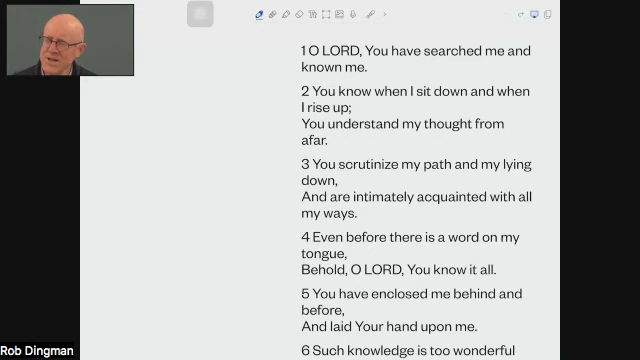 1 O LORD, You have searched me and
known me.
2 You know when I sit down and when
I rise up;
You understand my thought from
afar.
3 You scrutinize my path and my lying
down,
And are intimately acquainted with all
my ways.
4 Even before there is a word on my
tongue,
Behold, O LORD, You know it all.
5 You have enclosed me behind and
before,
And laid Your hand upon me.
6 Such knowledge is too wonderful
Rob Dingman